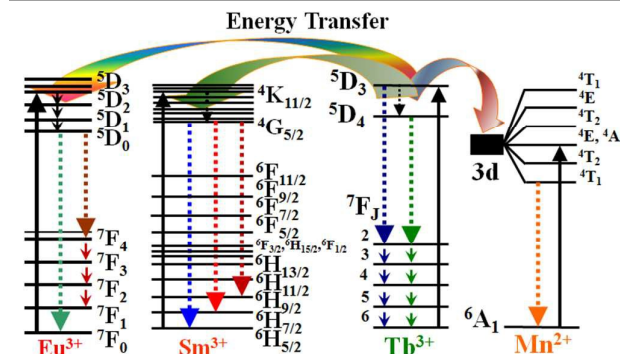 Energy Transfer
⁵D₃
⁵D₂
⁵D₁
⁵D₀
⁷F₄
⁷F₃
⁷F₂
⁷F₁
⁷F₀
Eu³⁺
⁴K₁₁/₂
⁴G₅/₂
⁶F₁₁/₂
⁶F₉/₂
⁶F₇/₂
⁶F₅/₂
⁶F₃/₂,⁶H₁₅/₂,⁶F₁/₂
⁶H₁₃/₂
⁶H₁₁/₂
⁶H₉/₂
⁶H₇/₂
⁶H₅/₂
Sm³⁺
⁵D₃
⁵D₄
⁷F_J
2
3
4
5
6
Tb³⁺
3d
⁴T₁
⁴E
⁴T₂
⁴E, ⁴A
⁴T₂
⁴T₁
⁶A₁
Mn²⁺